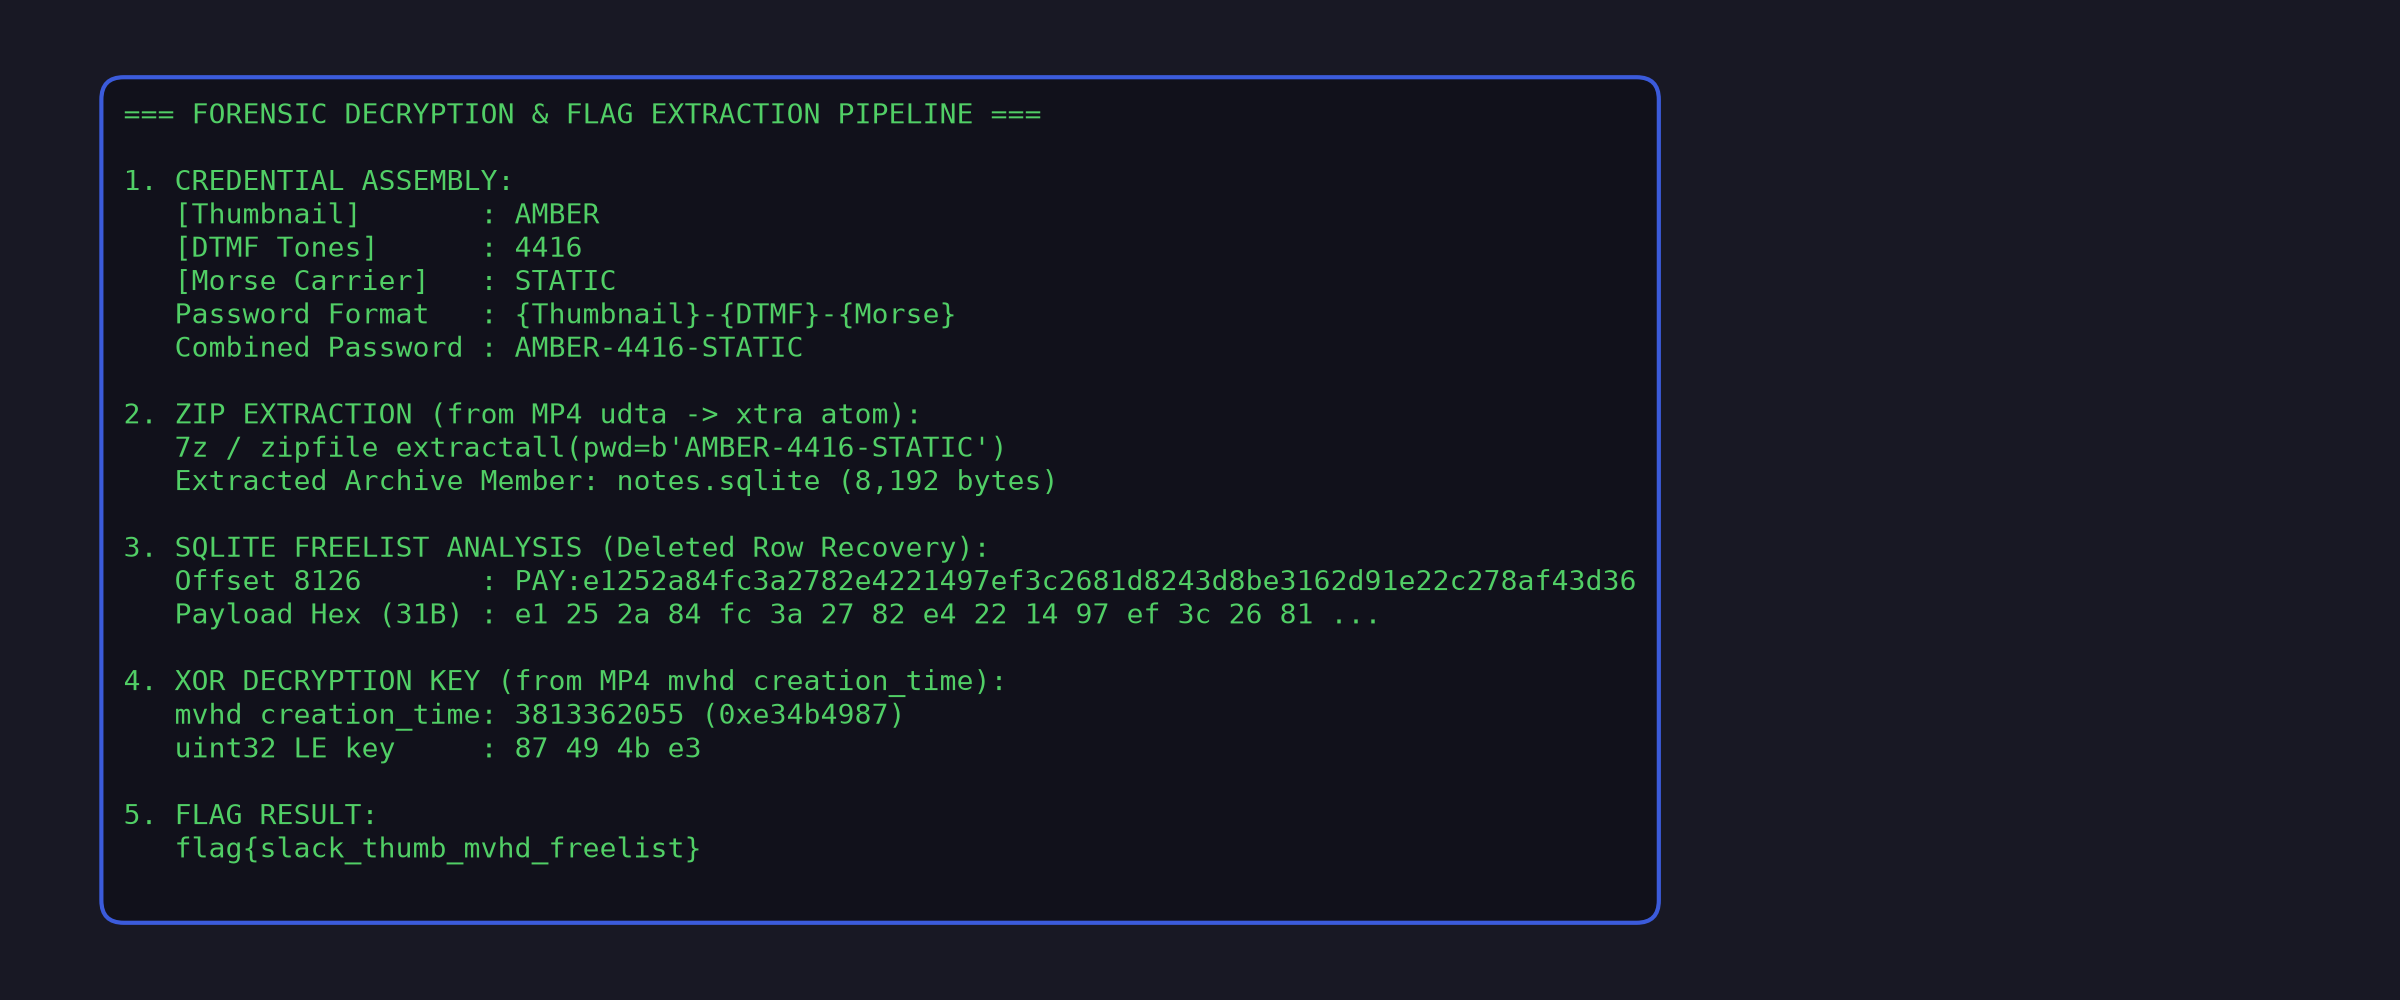 === FORENSIC DECRYPTION & FLAG EXTRACTION PIPELINE ===
1. CREDENTIAL ASSEMBLY:
[Thumbnail]       : AMBER
[DTMF Tones]      : 4416
[Morse Carrier]   : STATIC
Password Format   : {Thumbnail}-{DTMF}-{Morse}
Combined Password : AMBER-4416-STATIC
2. ZIP EXTRACTION (from MP4 udta -> xtra atom):
7z / zipfile extractall(pwd=b'AMBER-4416-STATIC')
Extracted Archive Member: notes.sqlite (8,192 bytes)
3. SQLITE FREELIST ANALYSIS (Deleted Row Recovery):
Offset 8126       : PAY:e1252a84fc3a2782e4221497ef3c2681d8243d8be3162d91e22c278af43d36
Payload Hex (31B) : e1 25 2a 84 fc 3a 27 82 e4 22 14 97 ef 3c 26 81 ...
4. XOR DECRYPTION KEY (from MP4 mvhd creation_time):
mvhd creation_time: 3813362055 (0xe34b4987)
uint32 LE key     : 87 49 4b e3
5. FLAG RESULT:
flag{slack_thumb_mvhd_freelist}